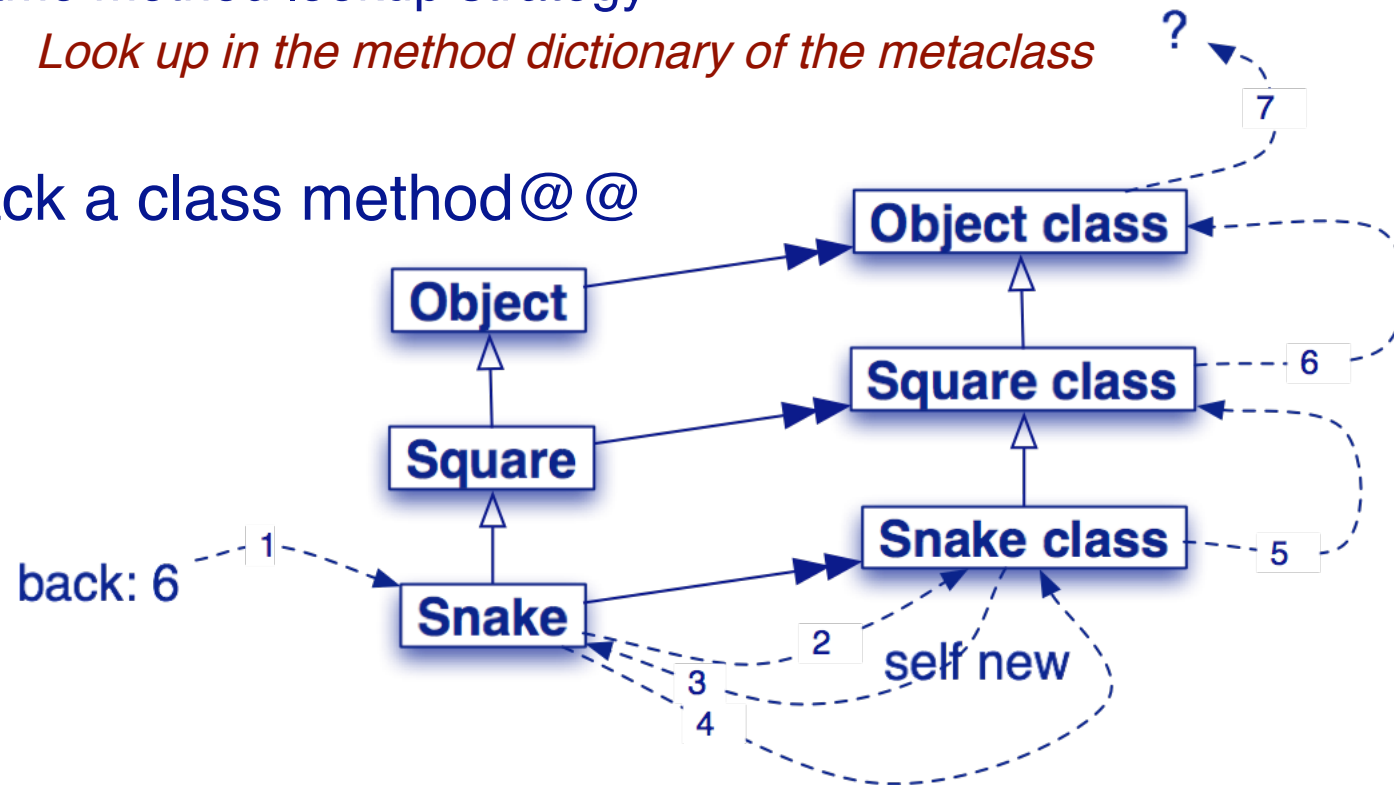 Look up in the method dictionary of the metaclass
?
7
a class method@@
Object class
Object
6
Square class
Square
Snake class
5
1
back: 6
Snake
2
self new
3
4